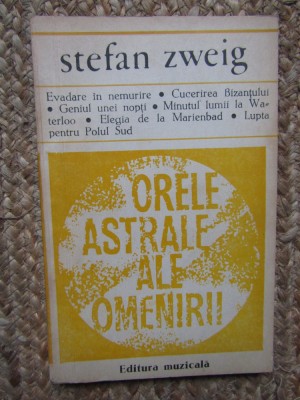 stefan zweig
Evadare în nemurire • Cucerirea Bizanțului
• Geniul unei nopți • Minutul lumii la Wa-
terloo • Elegia de la Marienbad • Lupta
pentru Polul Sud
ORELE
ASTRALE
ALE
OMENIRII
Editura muzicală